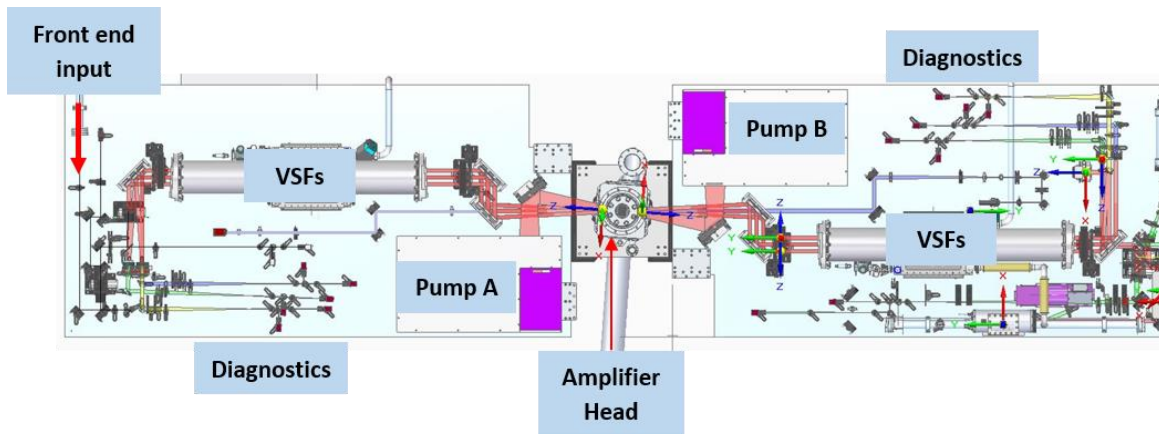 Front end
input
Diagnostics
VSFs
Pump B
Pump A
VSFs
Diagnostics
Amplifier
Head
X
Z
Z
X
Z
Y
Y
Z
Y
Y
Z
Z
X
X
Y